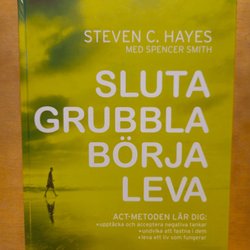 STEVEN C. HAYES
MED SPENCER SMITH
SLUTA
GRUBBLA
BÖRJA
LEVA
ACT-METODEN LÄR DIG:
•upptäcka och acceptera negativa tankar
•undvika att fastna i dem
•leva ett liv som fungerar